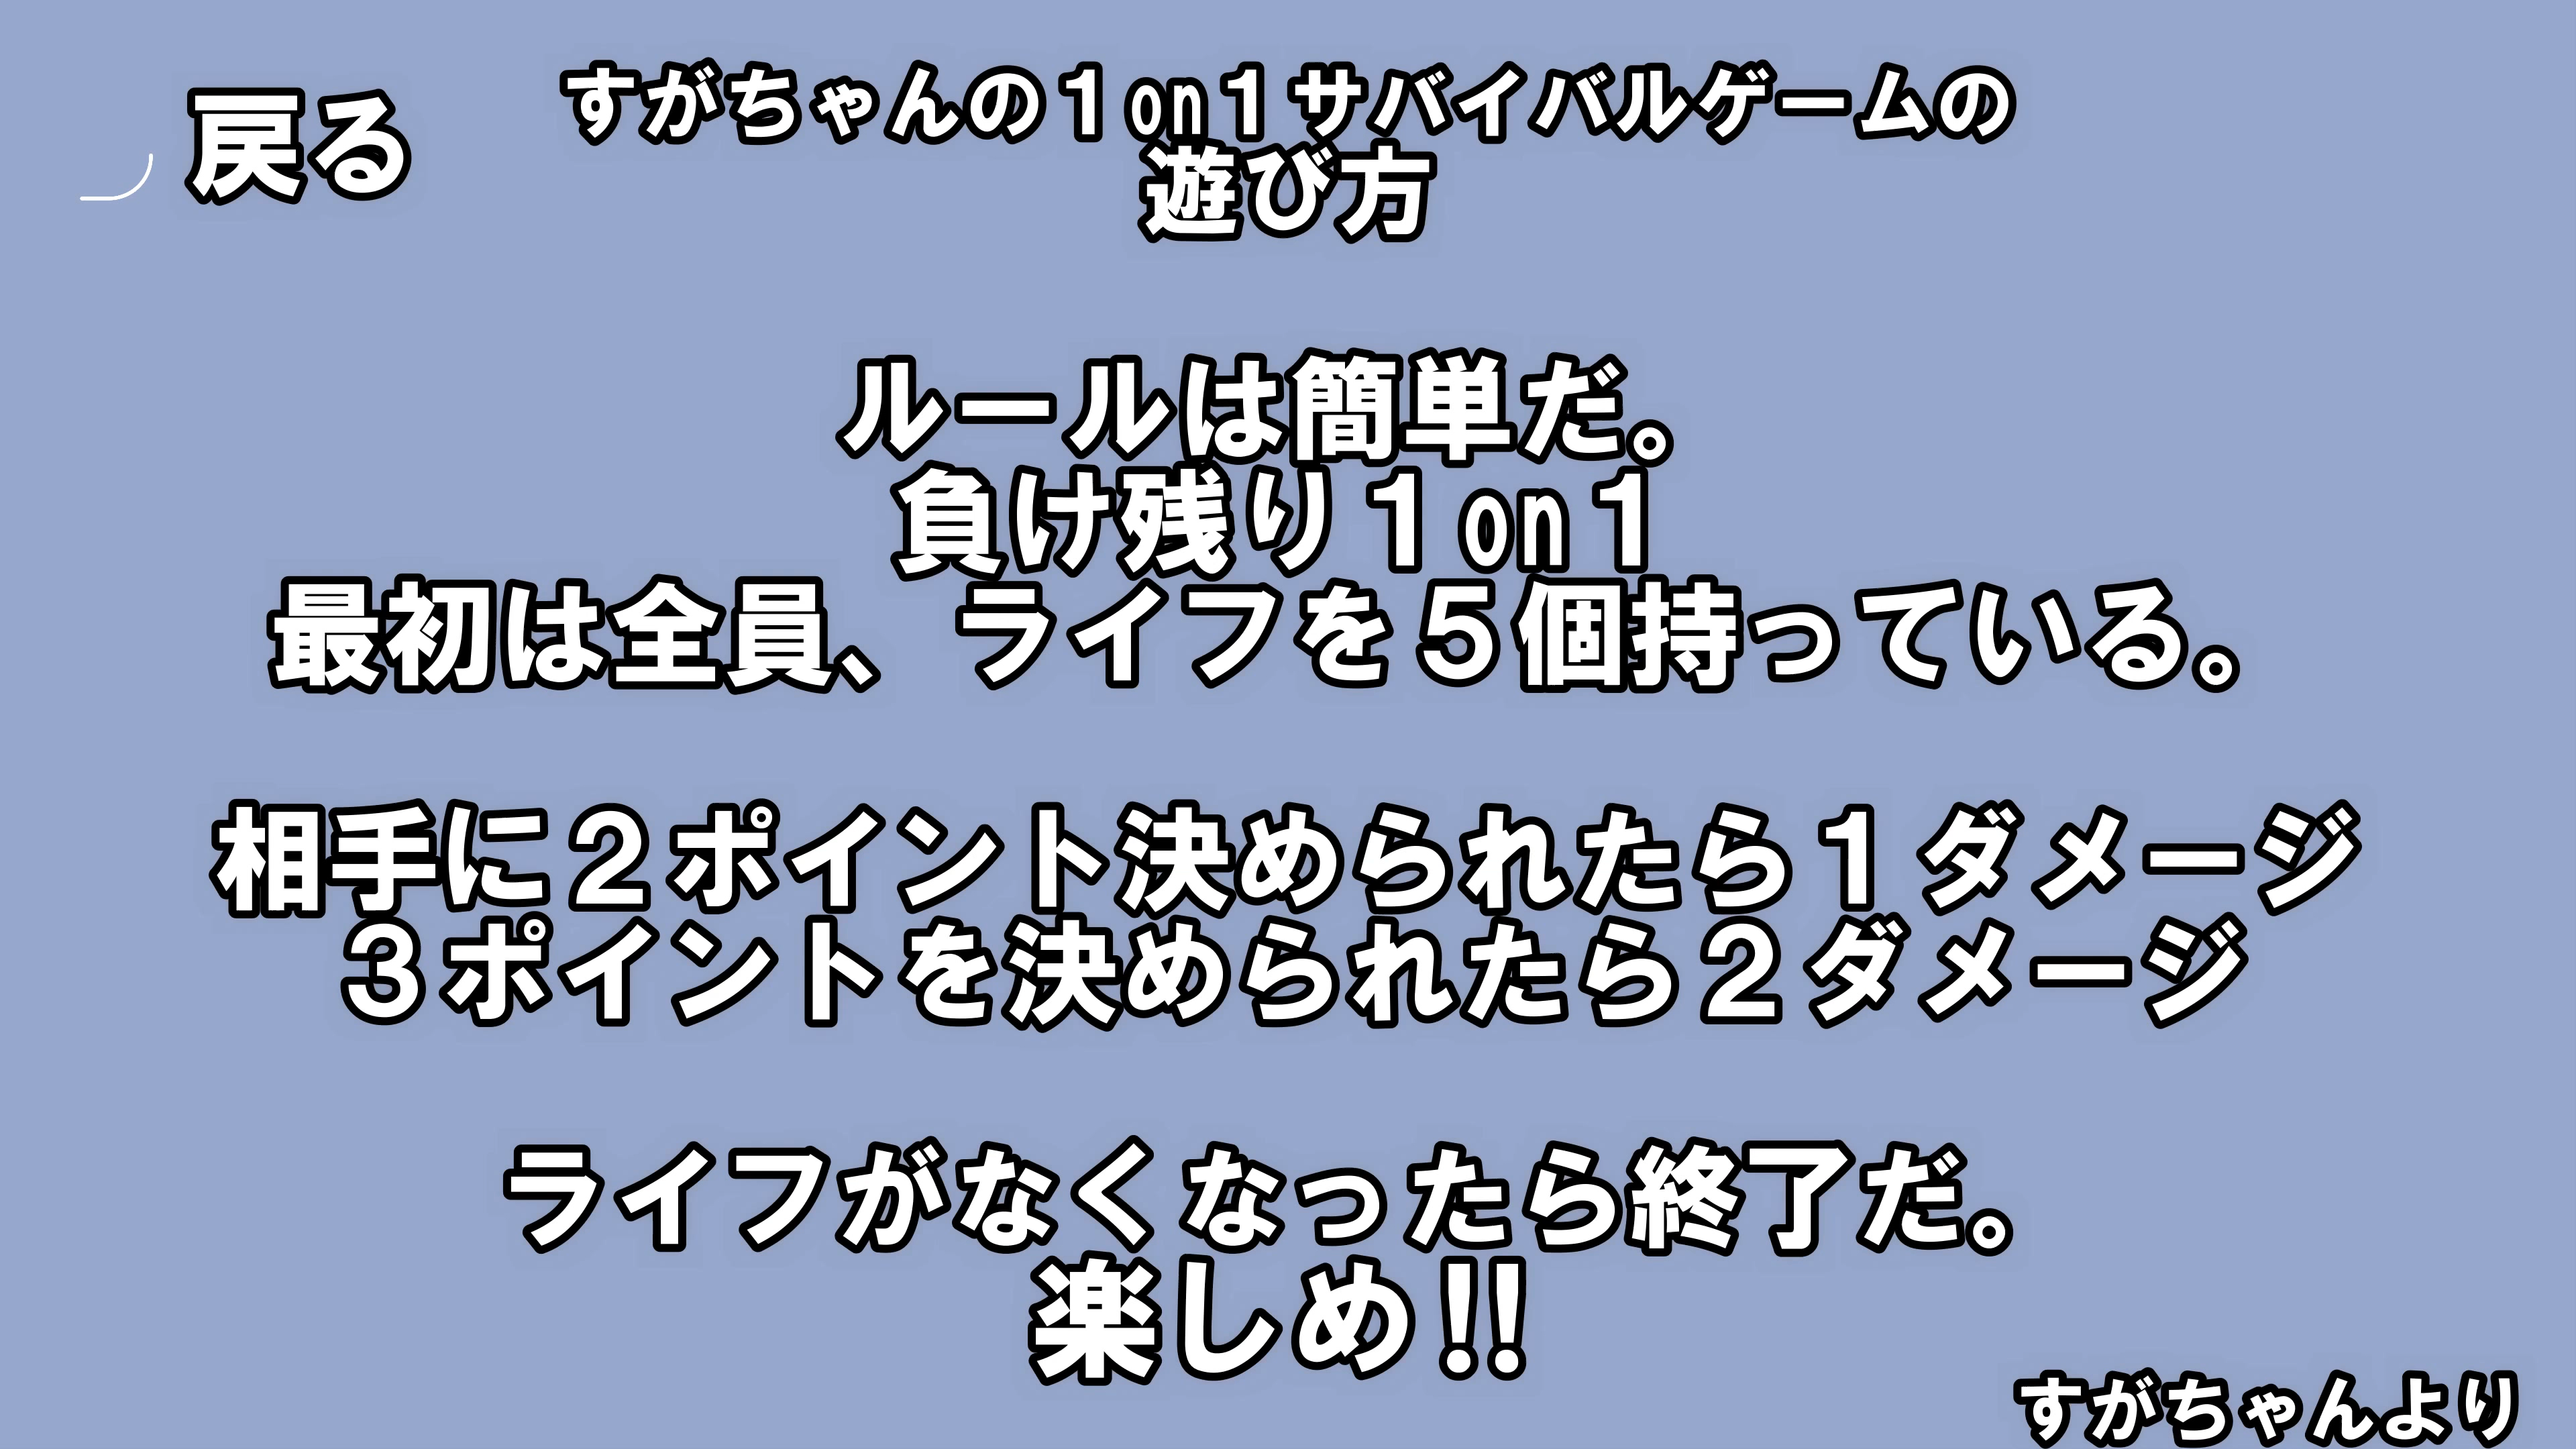 戻る
すがちゃんの１on１サバイバルゲームの
遊び方
ルールは簡単だ。
負け残り１on１
最初は全員、ライフを５個持っている。
相手に２ポイント決められたら１ダメージ
３ポイントを決められたら２ダメージ
ライフがなくなったら終了だ。
楽しめ‼
すがちゃんより